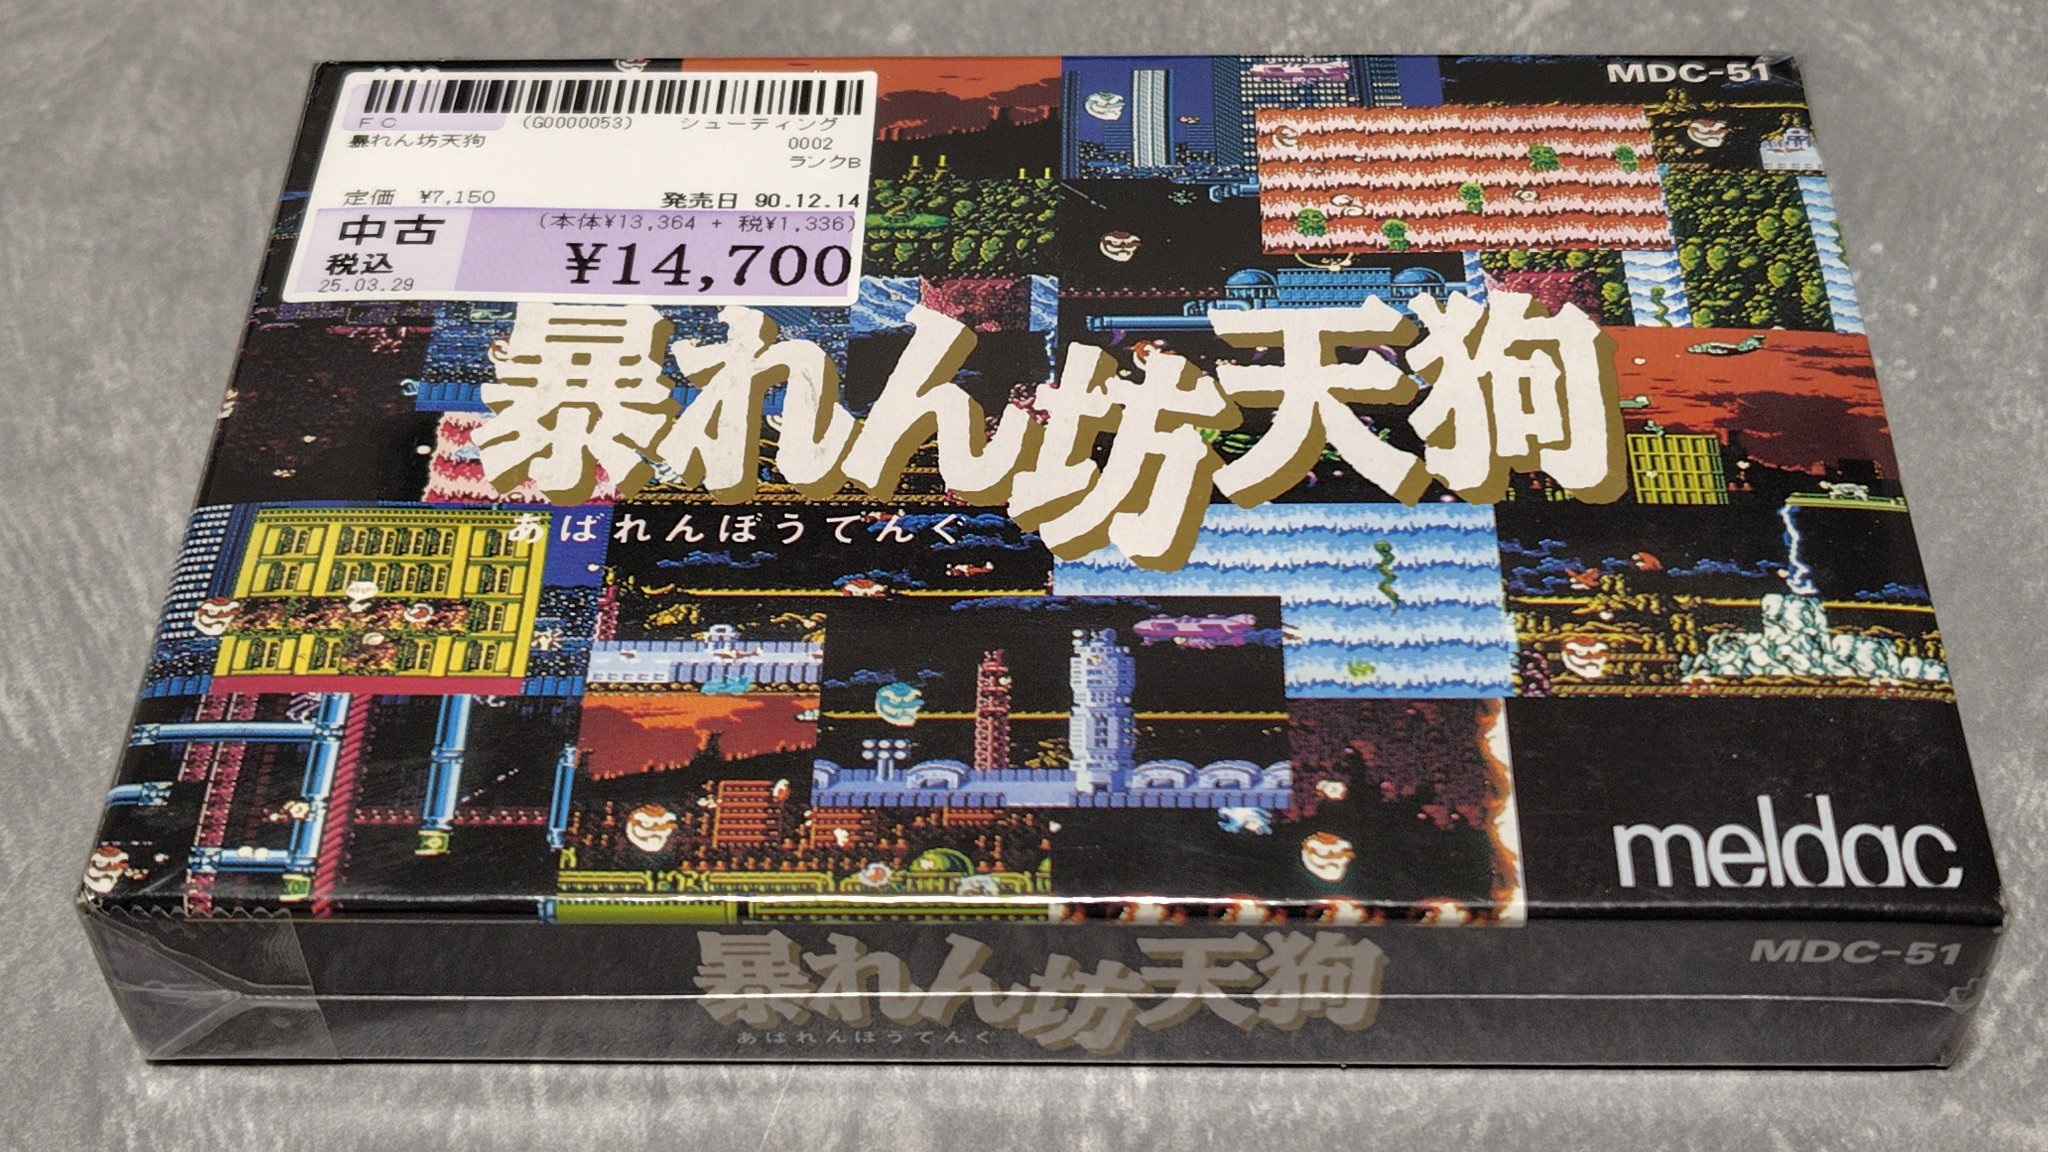 MDC-51
FC (G0000053) シューティング
暴れん坊天狗 0002
ランクB
定価 ¥7,150 発売日 90.12.14
中古 (本体¥13,364 + 税¥1,336)
税込 ¥14,700
25.03.29
暴れん坊天狗
あばれんぼうてんぐ
meldac
暴れん坊天狗 MDC-51
あばれんぼうてんぐ